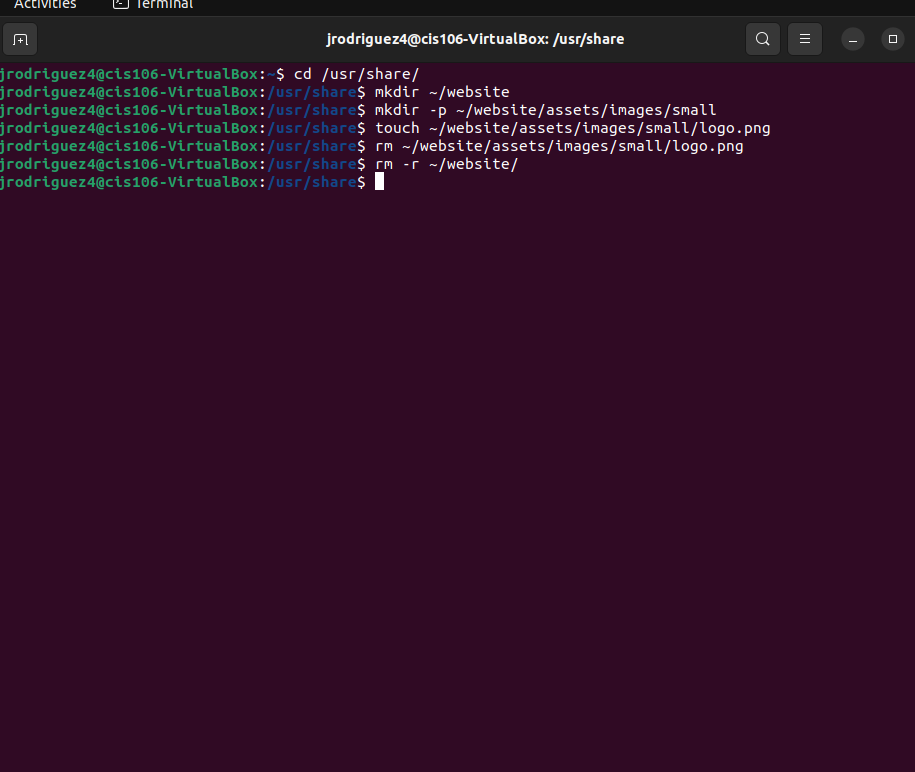 Activities Terminal
jrodriguez4@cis106-VirtualBox: /usr/share
jrodriguez4@cis106-VirtualBox:~$ cd /usr/share/
jrodriguez4@cis106-VirtualBox:/usr/share$ mkdir ~/website
jrodriguez4@cis106-VirtualBox:/usr/share$ mkdir -p ~/website/assets/images/small
jrodriguez4@cis106-VirtualBox:/usr/share$ touch ~/website/assets/images/small/logo.png
jrodriguez4@cis106-VirtualBox:/usr/share$ rm ~/website/assets/images/small/logo.png
jrodriguez4@cis106-VirtualBox:/usr/share$ rm -r ~/website/
jrodriguez4@cis106-VirtualBox:/usr/share$